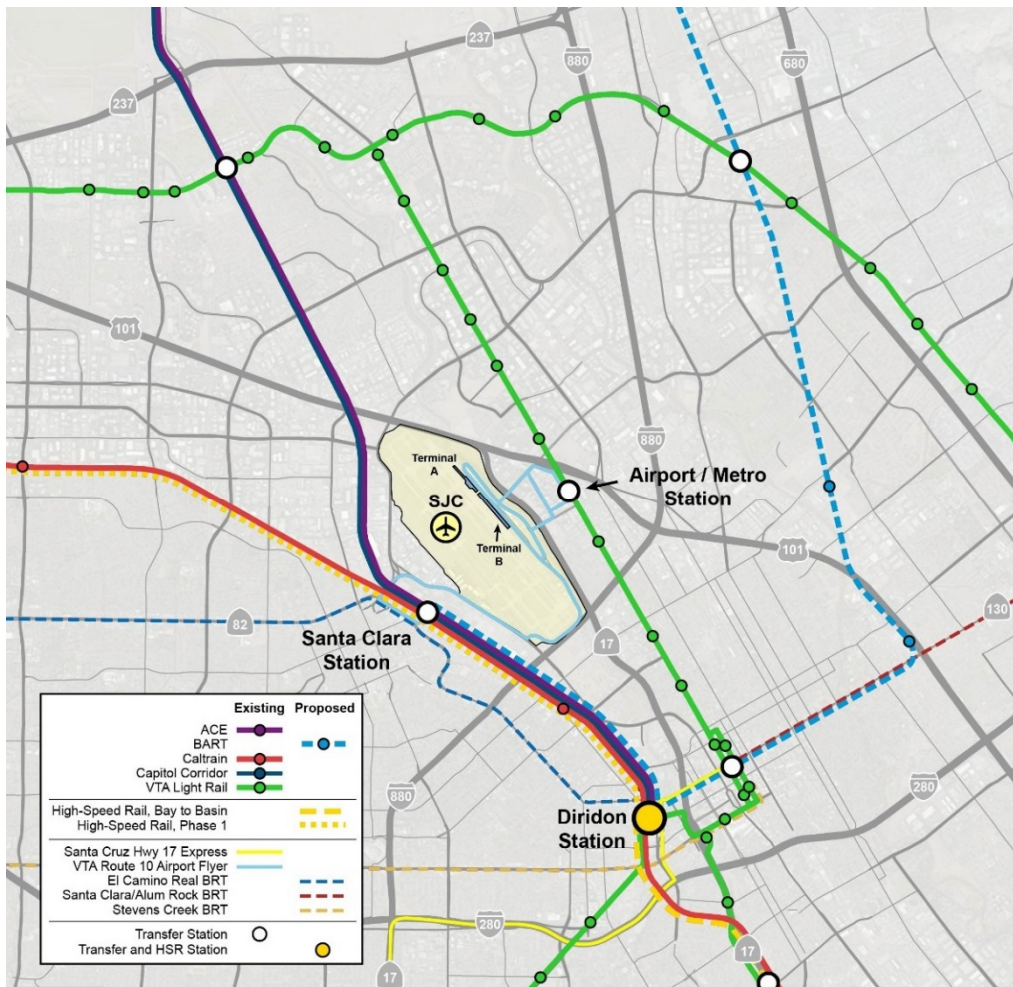 237
880
680
237
101
Terminal
A
SJC
Terminal
B
Airport / Metro
Station
880
101
130
82
Santa Clara
Station
17
Existing Proposed
ACE
BART
Caltrain
Capitol Corridor
VTA Light Rail
High-Speed Rail, Bay to Basin
High-Speed Rail, Phase 1
Santa Cruz Hwy 17 Express
VTA Route 10 Airport Flyer
El Camino Real BRT
Santa Clara/Alum Rock BRT
Stevens Creek BRT
Transfer Station
Transfer and HSR Station
880
Diridon
Station
280
280
17
17